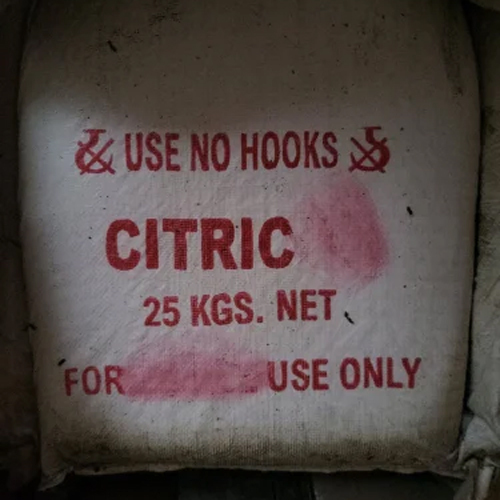 USE NO HOOKS
CITRIC
25 KGS. NET
FOR USE ONLY